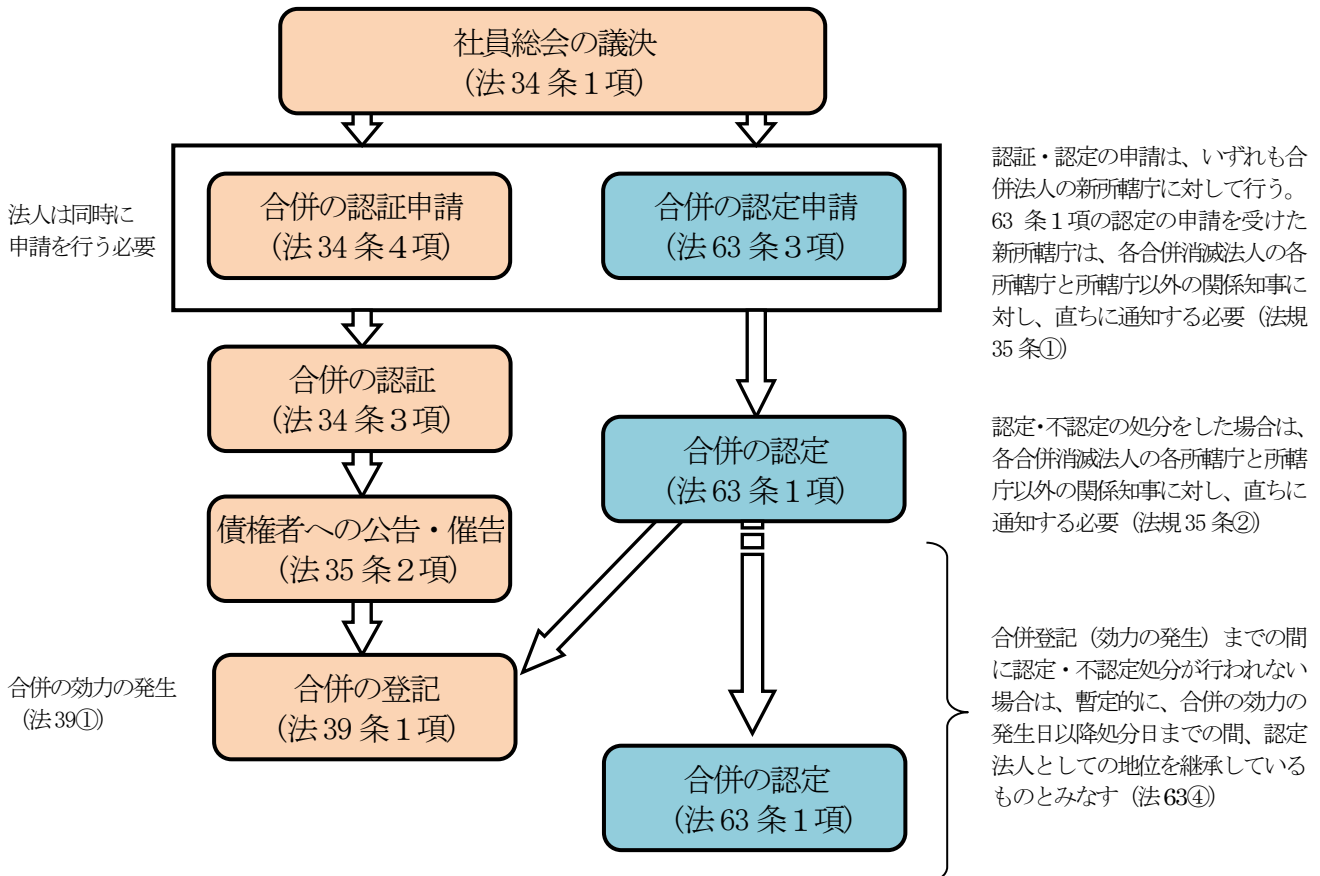 社員総会の議決
(法34条１項)
法人は同時に
申請を行う必要
合併の認証申請
(法34条４項)
合併の認定申請
(法63条３項)
認証・認定の申請は、いずれも合
併法人の新所轄庁に対して行う。
63 条１項の認定の申請を受けた
新所轄庁は、各合併消滅法人の各
所轄庁と所轄庁以外の関係知事に
対し、直ちに通知する必要（法規
35 条①）
合併の認証
(法34条３項)
合併の認定
(法63条１項)
認定・不認定の処分をした場合は、
各合併消滅法人の各所轄庁と所轄
庁以外の関係知事に対し、直ちに
通知する必要（法規35条②）
債権者への公告・催告
(法35条２項)
合併の効力の発生
（法39①）
合併の登記
(法39条１項)
合併登記（効力の発生）までの間
に認定・不認定処分が行われない
場合は、暫定的に、合併の効力の
発生日以降処分日までの間、認定
法人としての地位を継承している
ものとみなす（法63④）
合併の認定
(法63条１項)